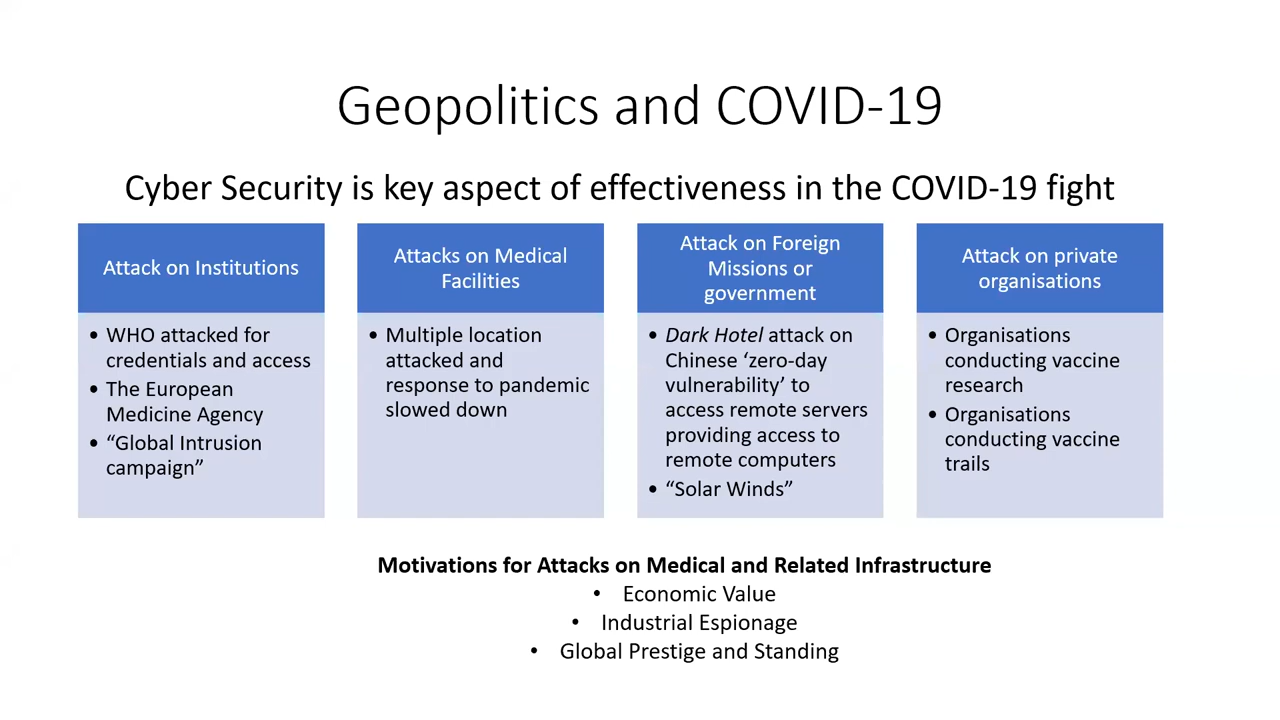 Geopolitics and COVID-19
Cyber Security is key aspect of effectiveness in the COVID-19 fight
Attack on Institutions
• WHO attacked for
credentials and access
• The European
Medicine Agency
• “Global Intrusion
campaign”
Attacks on Medical
Facilities
• Multiple location
attacked and
response to pandemic
slowed down
Attack on Foreign
Missions or
government
• Dark Hotel attack on
Chinese ‘zero-day
vulnerability’ to
access remote servers
providing access to
remote computers
• “Solar Winds”
Attack on private
organisations
• Organisations
conducting vaccine
research
• Organisations
conducting vaccine
trails
Motivations for Attacks on Medical and Related Infrastructure
• Economic Value
• Industrial Espionage
• Global Prestige and Standing